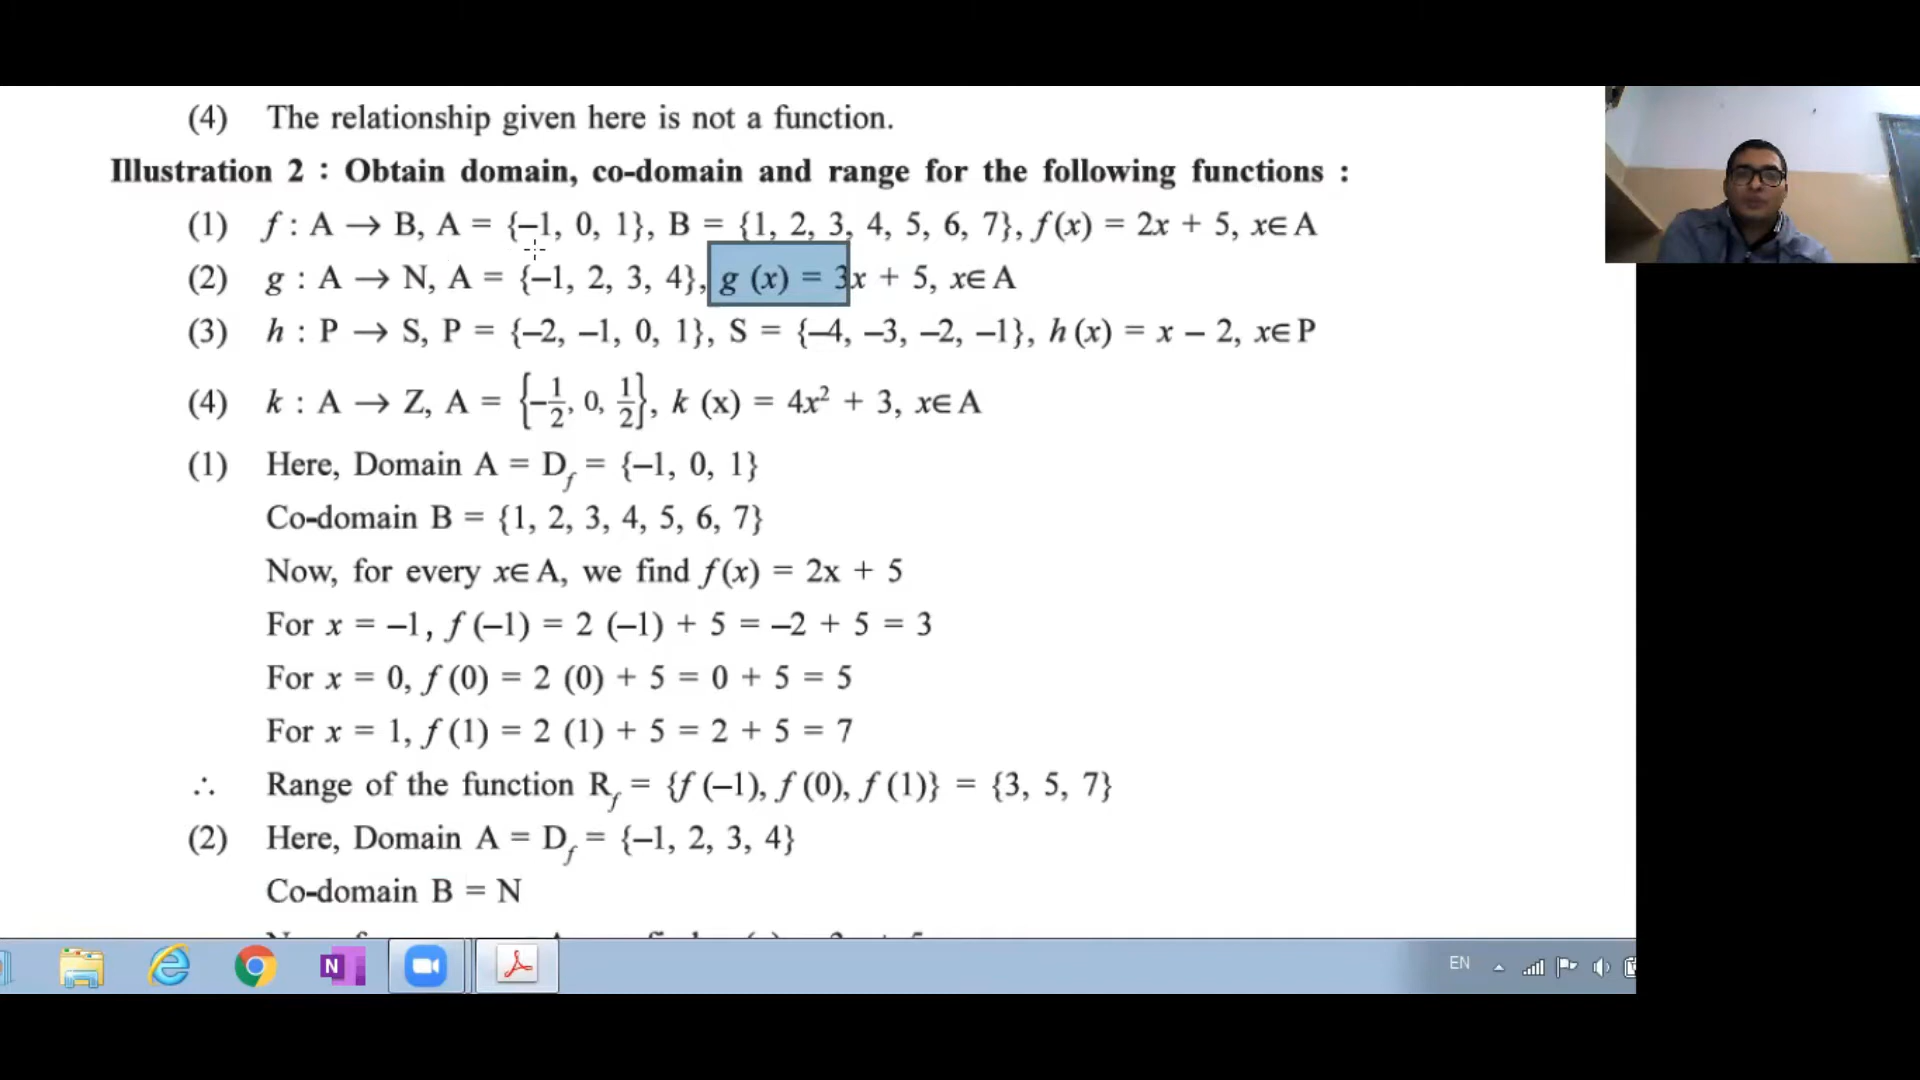 (4) The relationship given here is not a function.
Illustration 2 : Obtain domain, co-domain and range for the following functions :
(1) f : A → B, A = {–1, 0, 1}, B = {1, 2, 3, 4, 5, 6, 7}, f(x) = 2x + 5, x∈A
(2) g : A → N, A = {–1, 2, 3, 4}, g (x) = 3x + 5, x∈A
(3) h : P → S, P = {–2, –1, 0, 1}, S = {–4, –3, –2, –1}, h (x) = x – 2, x∈P
(4) k : A → Z, A = {–1/2, 0, 1/2}, k (x) = 4x² + 3, x∈A
(1) Here, Domain A = D_f = {–1, 0, 1}
Co-domain B = {1, 2, 3, 4, 5, 6, 7}
Now, for every x∈A, we find f(x) = 2x + 5
For x = –1, f (–1) = 2 (–1) + 5 = –2 + 5 = 3
For x = 0, f (0) = 2 (0) + 5 = 0 + 5 = 5
For x = 1, f (1) = 2 (1) + 5 = 2 + 5 = 7
∴ Range of the function R_f = {f (–1), f (0), f (1)} = {3, 5, 7}
(2) Here, Domain A = D_f = {–1, 2, 3, 4}
Co-domain B = N
EN